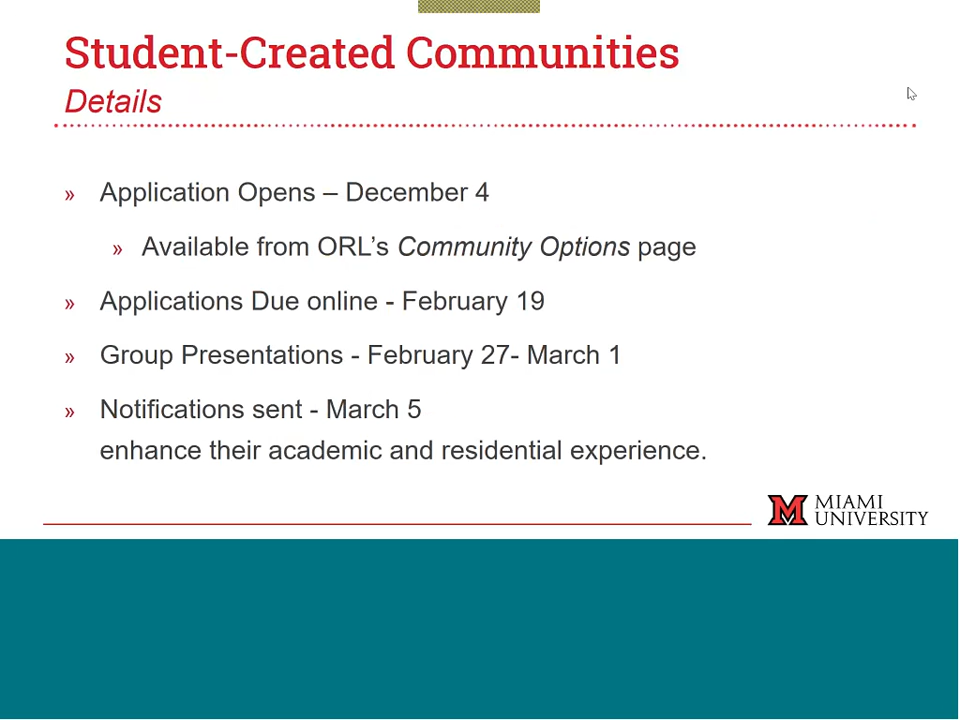 Student-Created Communities
Details
» Application Opens – December 4
» Available from ORL’s Community Options page
» Applications Due online - February 19
» Group Presentations - February 27- March 1
» Notifications sent - March 5
enhance their academic and residential experience.
M MIAMI
UNIVERSITY